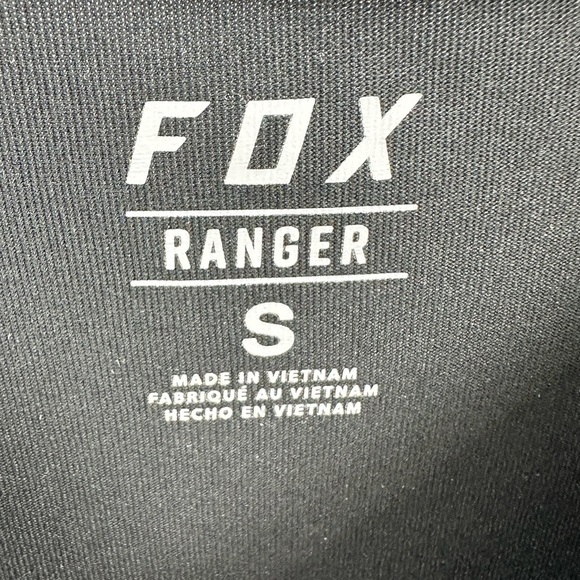 FOX
RANGER
S
MADE IN VIETNAM
FABRIQUÉ AU VIETNAM
HECHO EN VIETNAM